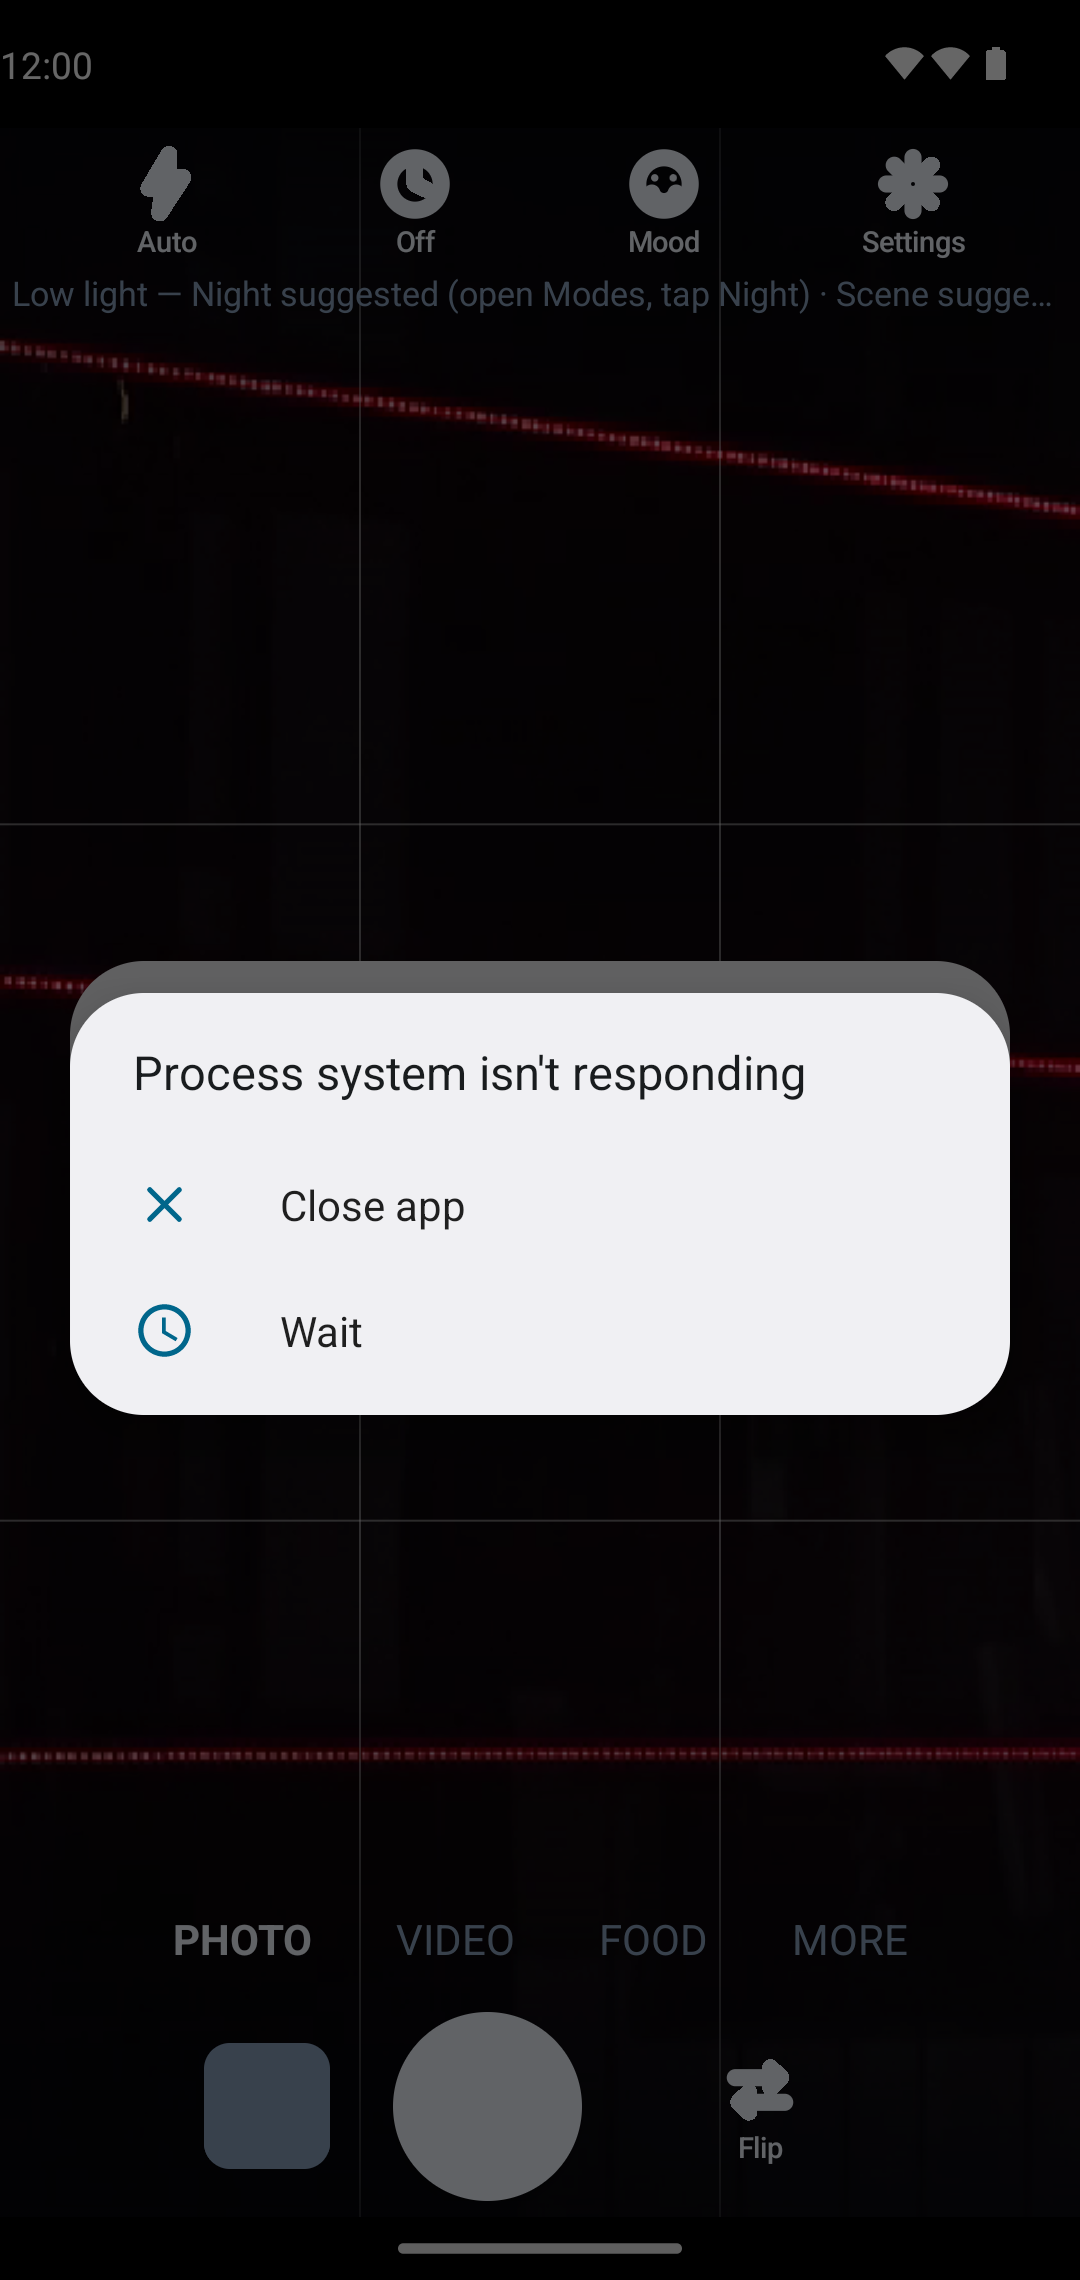 12:00
Auto Off Mood Settings
Low light — Night suggested (open Modes, tap Night) · Scene sugge…
Process system isn't responding
Close app
Wait
PHOTO VIDEO FOOD MORE
Flip